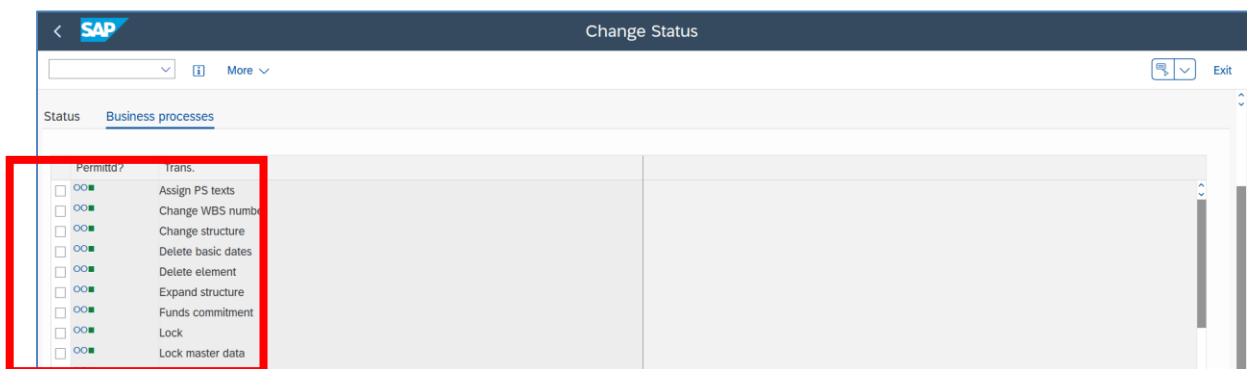 SAP
Change Status
More
Exit
Status Business processes
Permittd? Trans.
Assign PS texts
Change WBS numbe
Change structure
Delete basic dates
Delete element
Expand structure
Funds commitment
Lock
Lock master data